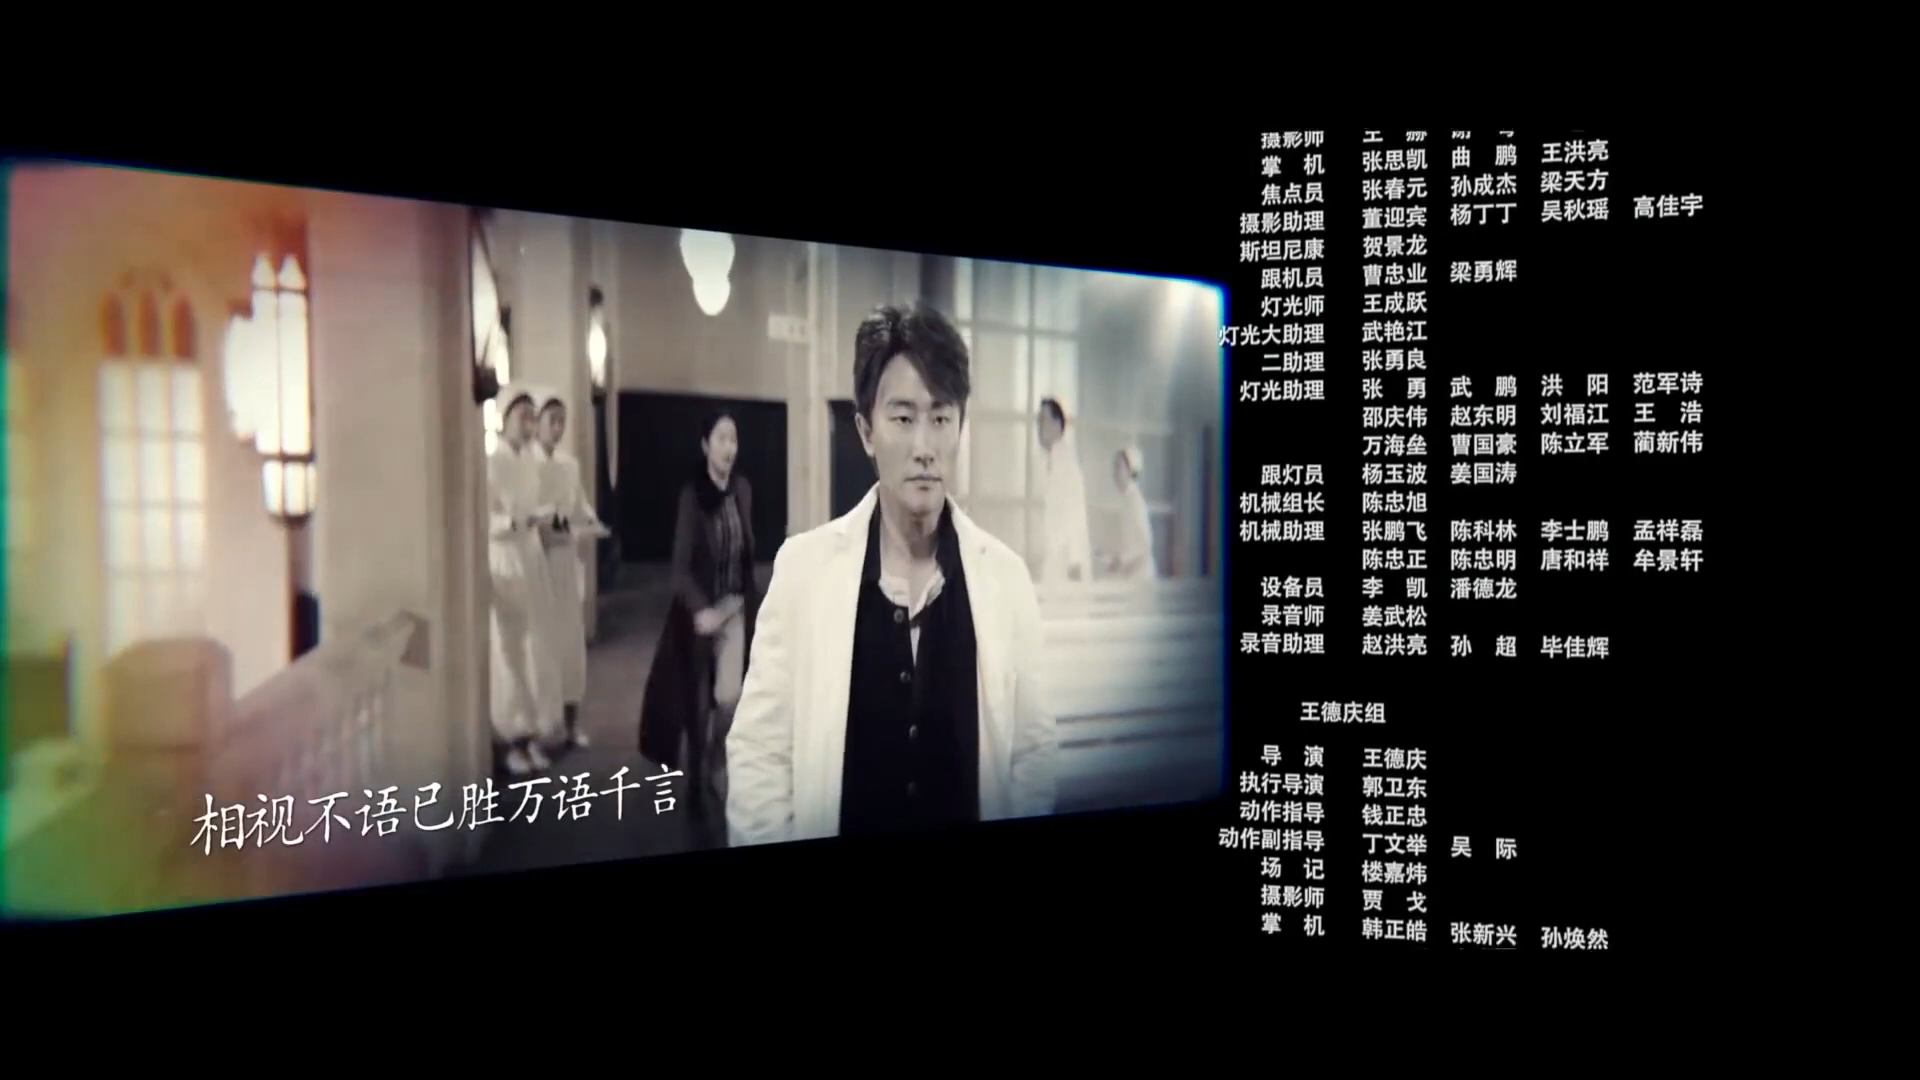 相视不语已胜万语千言
摄影师
掌 机 张思凯 曲 鹏 王洪亮
焦点员 张春元 孙成杰 梁天方
摄影助理 董迎宾 杨丁丁 吴秋瑶 高佳宇
斯坦尼康 贺景龙
跟机员 曹忠业 梁勇辉
灯光师 王成跃
灯光大助理 武艳江
二助理 张勇良
灯光助理 张 勇 武 鹏 洪 阳 范军诗
邵庆伟 赵东明 刘福江 王 浩
万海垒 曹国豪 陈立军 蔺新伟
跟灯员 杨玉波 姜国涛
机械组长 陈忠旭
机械助理 张鹏飞 陈科林 李士鹏 孟祥磊
陈忠正 陈忠明 唐和祥 牟景轩
设备员 李 凯 潘德龙
录音师 姜武松
录音助理 赵洪亮 孙 超 毕佳辉
王德庆组
导 演 王德庆
执行导演 郭卫东
动作指导 钱正忠
动作副指导 丁文举 吴 际
场 记 楼嘉炜
摄影师 贾 戈
掌 机 韩正皓 张新兴 孙焕然